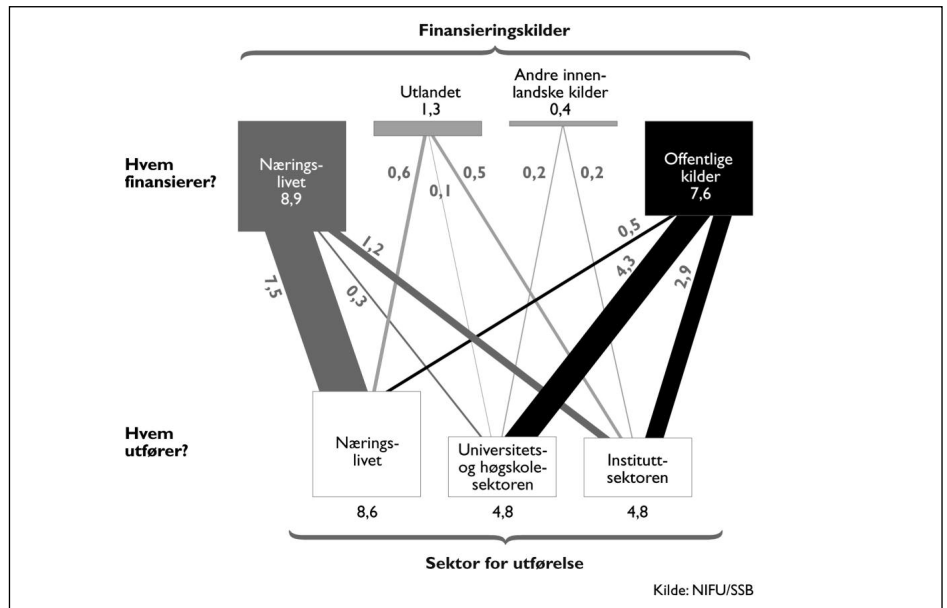 Finansieringskilder
Utlandet
1,3
Andre innen-
landske kilder
0,4
Hvem
finansierer?
Nærings-
livet
8,9
Offentlige
kilder
7,6
0,6
0,1
0,5
0,2
0,2
0,5
7,5
0,3
1,2
4,3
2,9
Hvem
utfører?
Nærings-
livet
Universitets-
og høgskole-
sektoren
Institutt-
sektoren
8,6
4,8
4,8
Sektor for utførelse
Kilde: NIFU/SSB